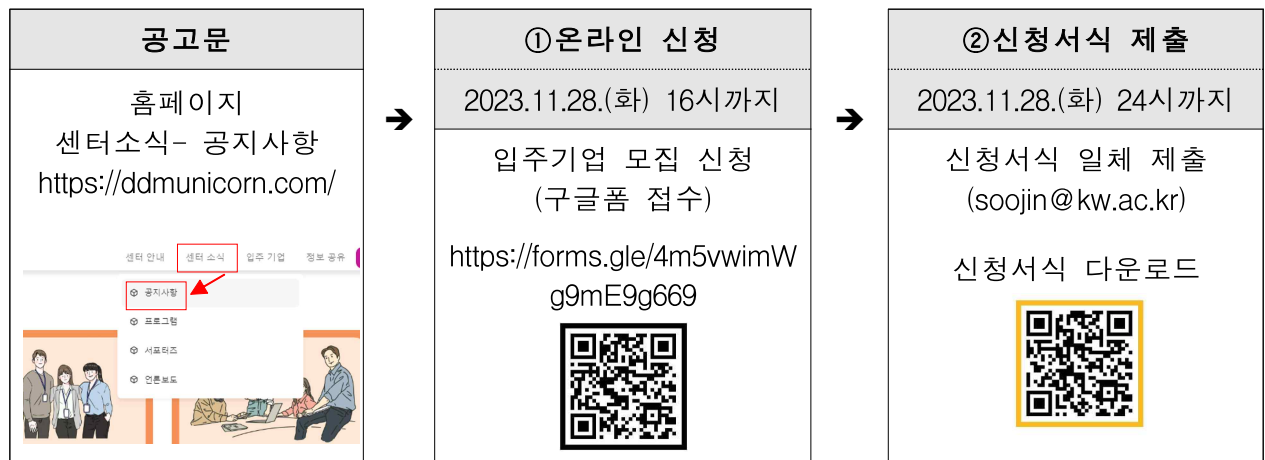 공고문
홈페이지
센터소식- 공지사항
https://ddmunicorn.com/
센터 안내 센터 소식 입주 기업 정보 공유
공지사항
프로그램
서포터즈
언론보도
➔
①온라인 신청
2023.11.28.(화) 16시까지
입주기업 모집 신청
(구글폼 접수)
https://forms.gle/4m5vwimW
g9mE9g669
➔
②신청서식 제출
2023.11.28.(화) 24시까지
신청서식 일체 제출
(soojin@kw.ac.kr)
신청서식 다운로드